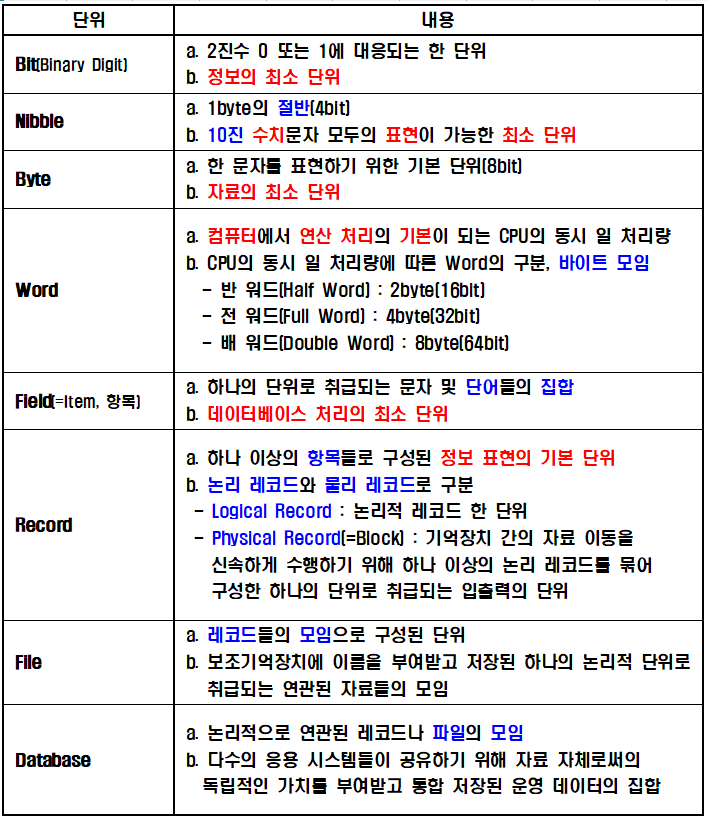 단위 내용
Bit(Binary Digit)
a. 2진수 0 또는 1에 대응되는 한 단위
b. 정보의 최소 단위
Nibble
a. 1byte의 절반(4bit)
b. 10진 수치문자 모두의 표현이 가능한 최소 단위
Byte
a. 한 문자를 표현하기 위한 기본 단위(8bit)
b. 자료의 최소 단위
Word
a. 컴퓨터에서 연산 처리의 기본이 되는 CPU의 동시 일 처리량
b. CPU의 동시 일 처리량에 따른 Word의 구분, 바이트 모임
- 반 워드(Half Word) : 2byte(16bit)
- 전 워드(Full Word) : 4byte(32bit)
- 배 워드(Double Word) : 8byte(64bit)
Field(=Item, 항목)
a. 하나의 단위로 취급되는 문자 및 단어들의 집합
b. 데이터베이스 처리의 최소 단위
Record
a. 하나 이상의 항목들로 구성된 정보 표현의 기본 단위
b. 논리 레코드와 물리 레코드로 구분
- Logical Record : 논리적 레코드 한 단위
- Physical Record(=Block) : 기억장치 간의 자료 이동을
신속하게 수행하기 위해 하나 이상의 논리 레코드를 묶어
구성한 하나의 단위로 취급되는 입출력의 단위
File
a. 레코드들의 모임으로 구성된 단위
b. 보조기억장치에 이름을 부여받고 저장된 하나의 논리적 단위로
취급되는 연관된 자료들의 모임
Database
a. 논리적으로 연관된 레코드나 파일의 모임
b. 다수의 응용 시스템들이 공유하기 위해 자료 자체로써의
독립적인 가치를 부여받고 통합 저장된 운영 데이터의 집합